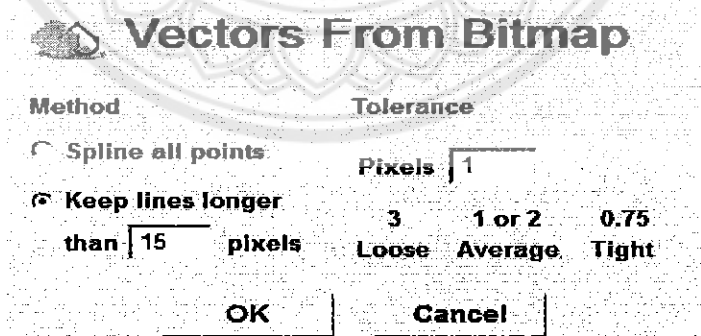 Vectors From Bitmap
Method
Tolerance
Spline all points
Pixels 1
Keep lines longer
than 15 pixels
3 1 or 2 0.75
Loose Average Tight
OK Cancel